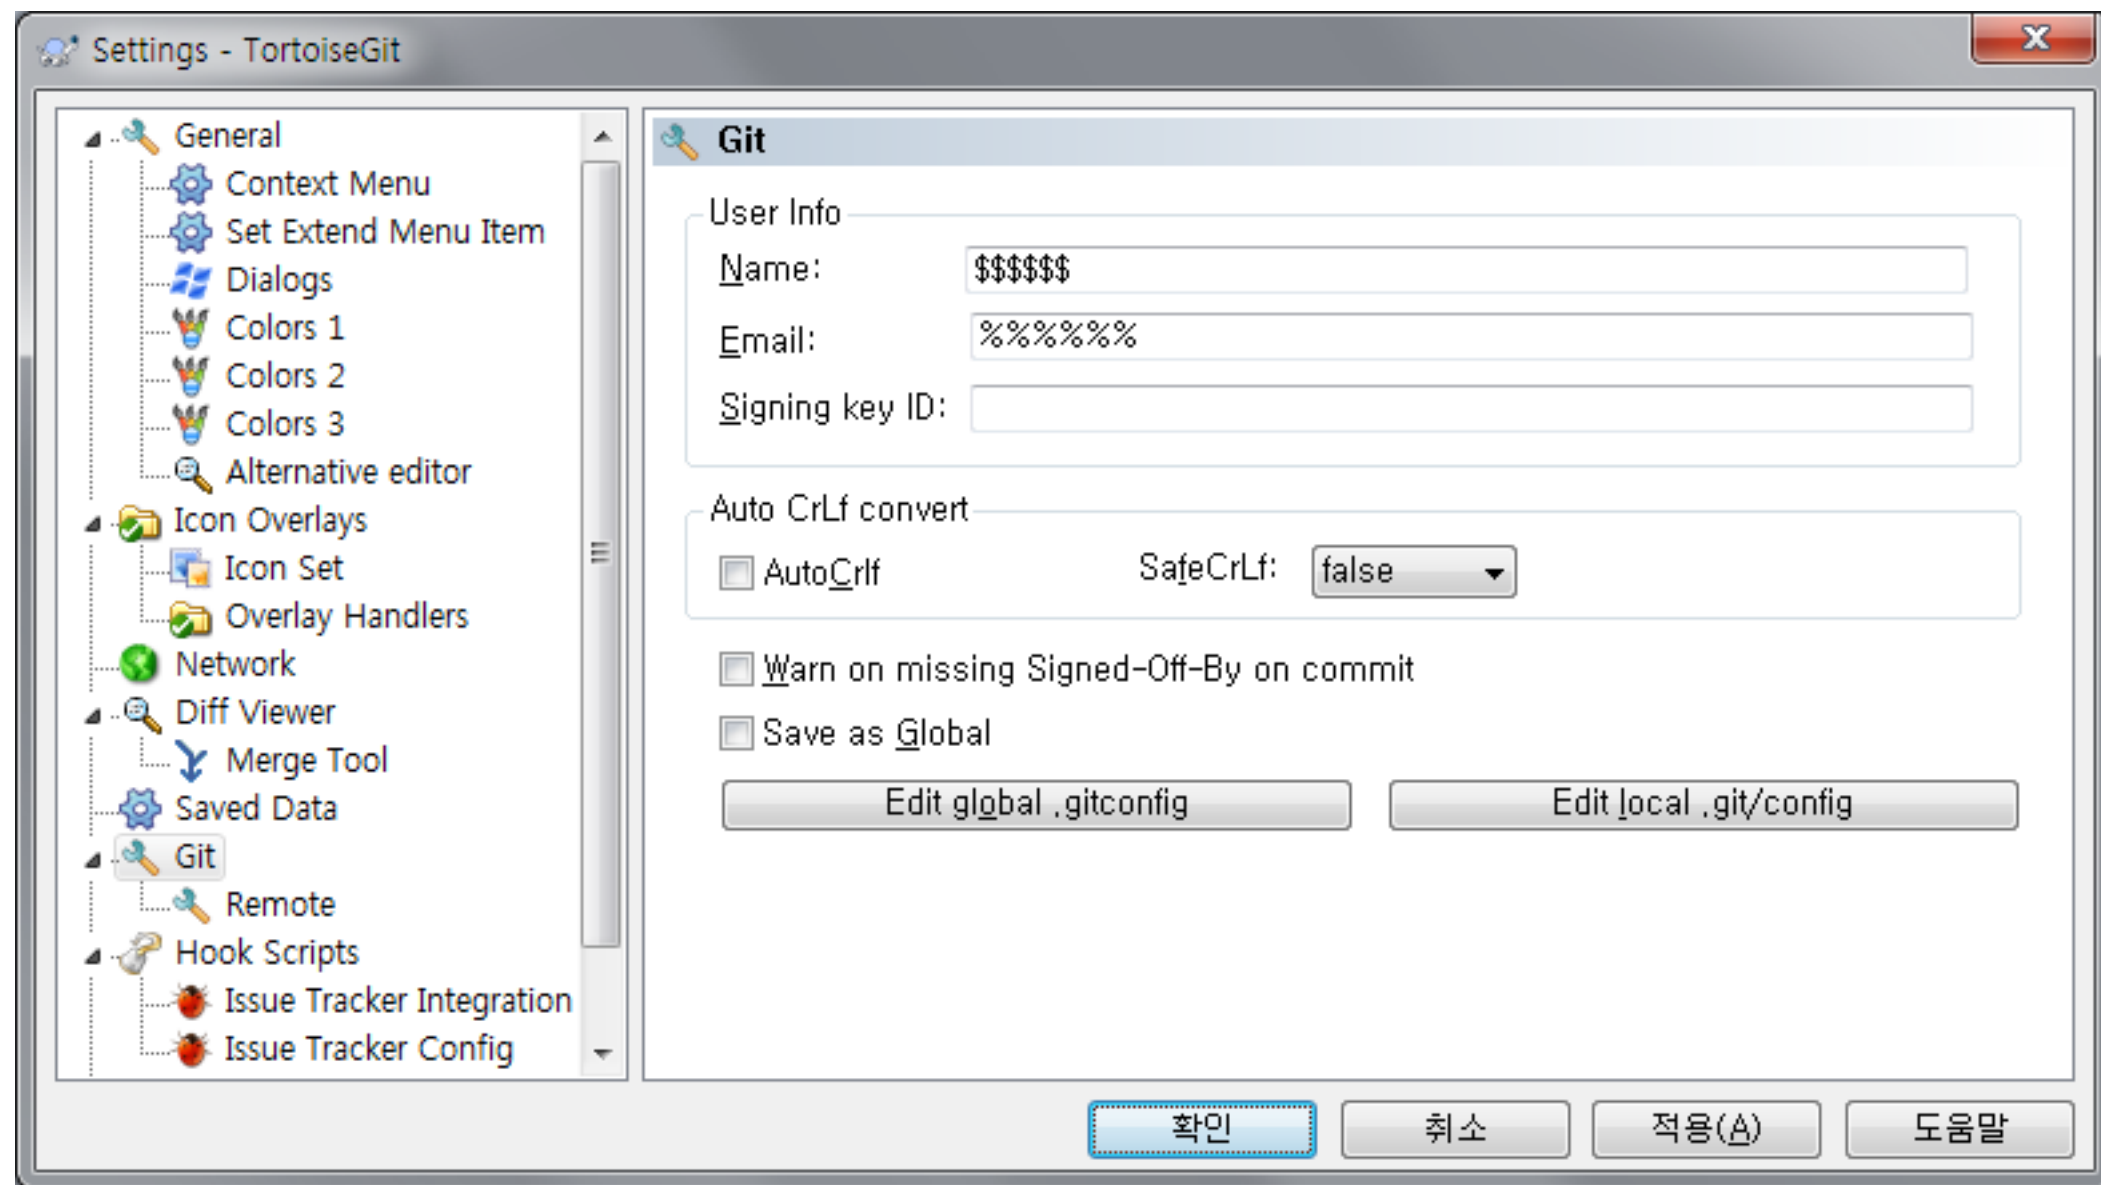 Settings - TortoiseGit
General
Context Menu
Set Extend Menu Item
Dialogs
Colors 1
Colors 2
Colors 3
Alternative editor
Icon Overlays
Icon Set
Overlay Handlers
Network
Diff Viewer
Merge Tool
Saved Data
Git
Remote
Hook Scripts
Issue Tracker Integration
Issue Tracker Config
Git
User Info
Name: $$$$$$
Email: %%%%%%
Signing key ID:
Auto CrLf convert
AutoCrlf SafeCrLf: false
Warn on missing Signed-Off-By on commit
Save as Global
Edit global .gitconfig Edit local .git/config
확인 취소 적용(A) 도움말